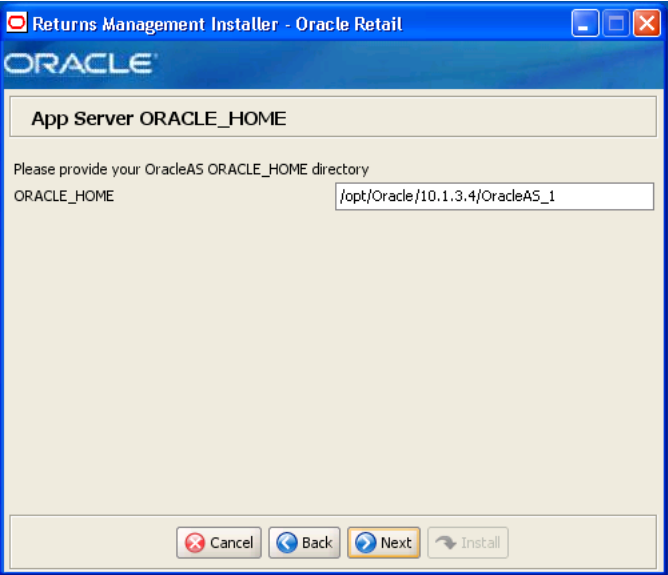 Returns Management Installer - Oracle Retail
ORACLE
App Server ORACLE_HOME
Please provide your OracleAS ORACLE_HOME directory
ORACLE_HOME /opt/Oracle/10.1.3.4/OracleAS_1
Cancel Back Next Install